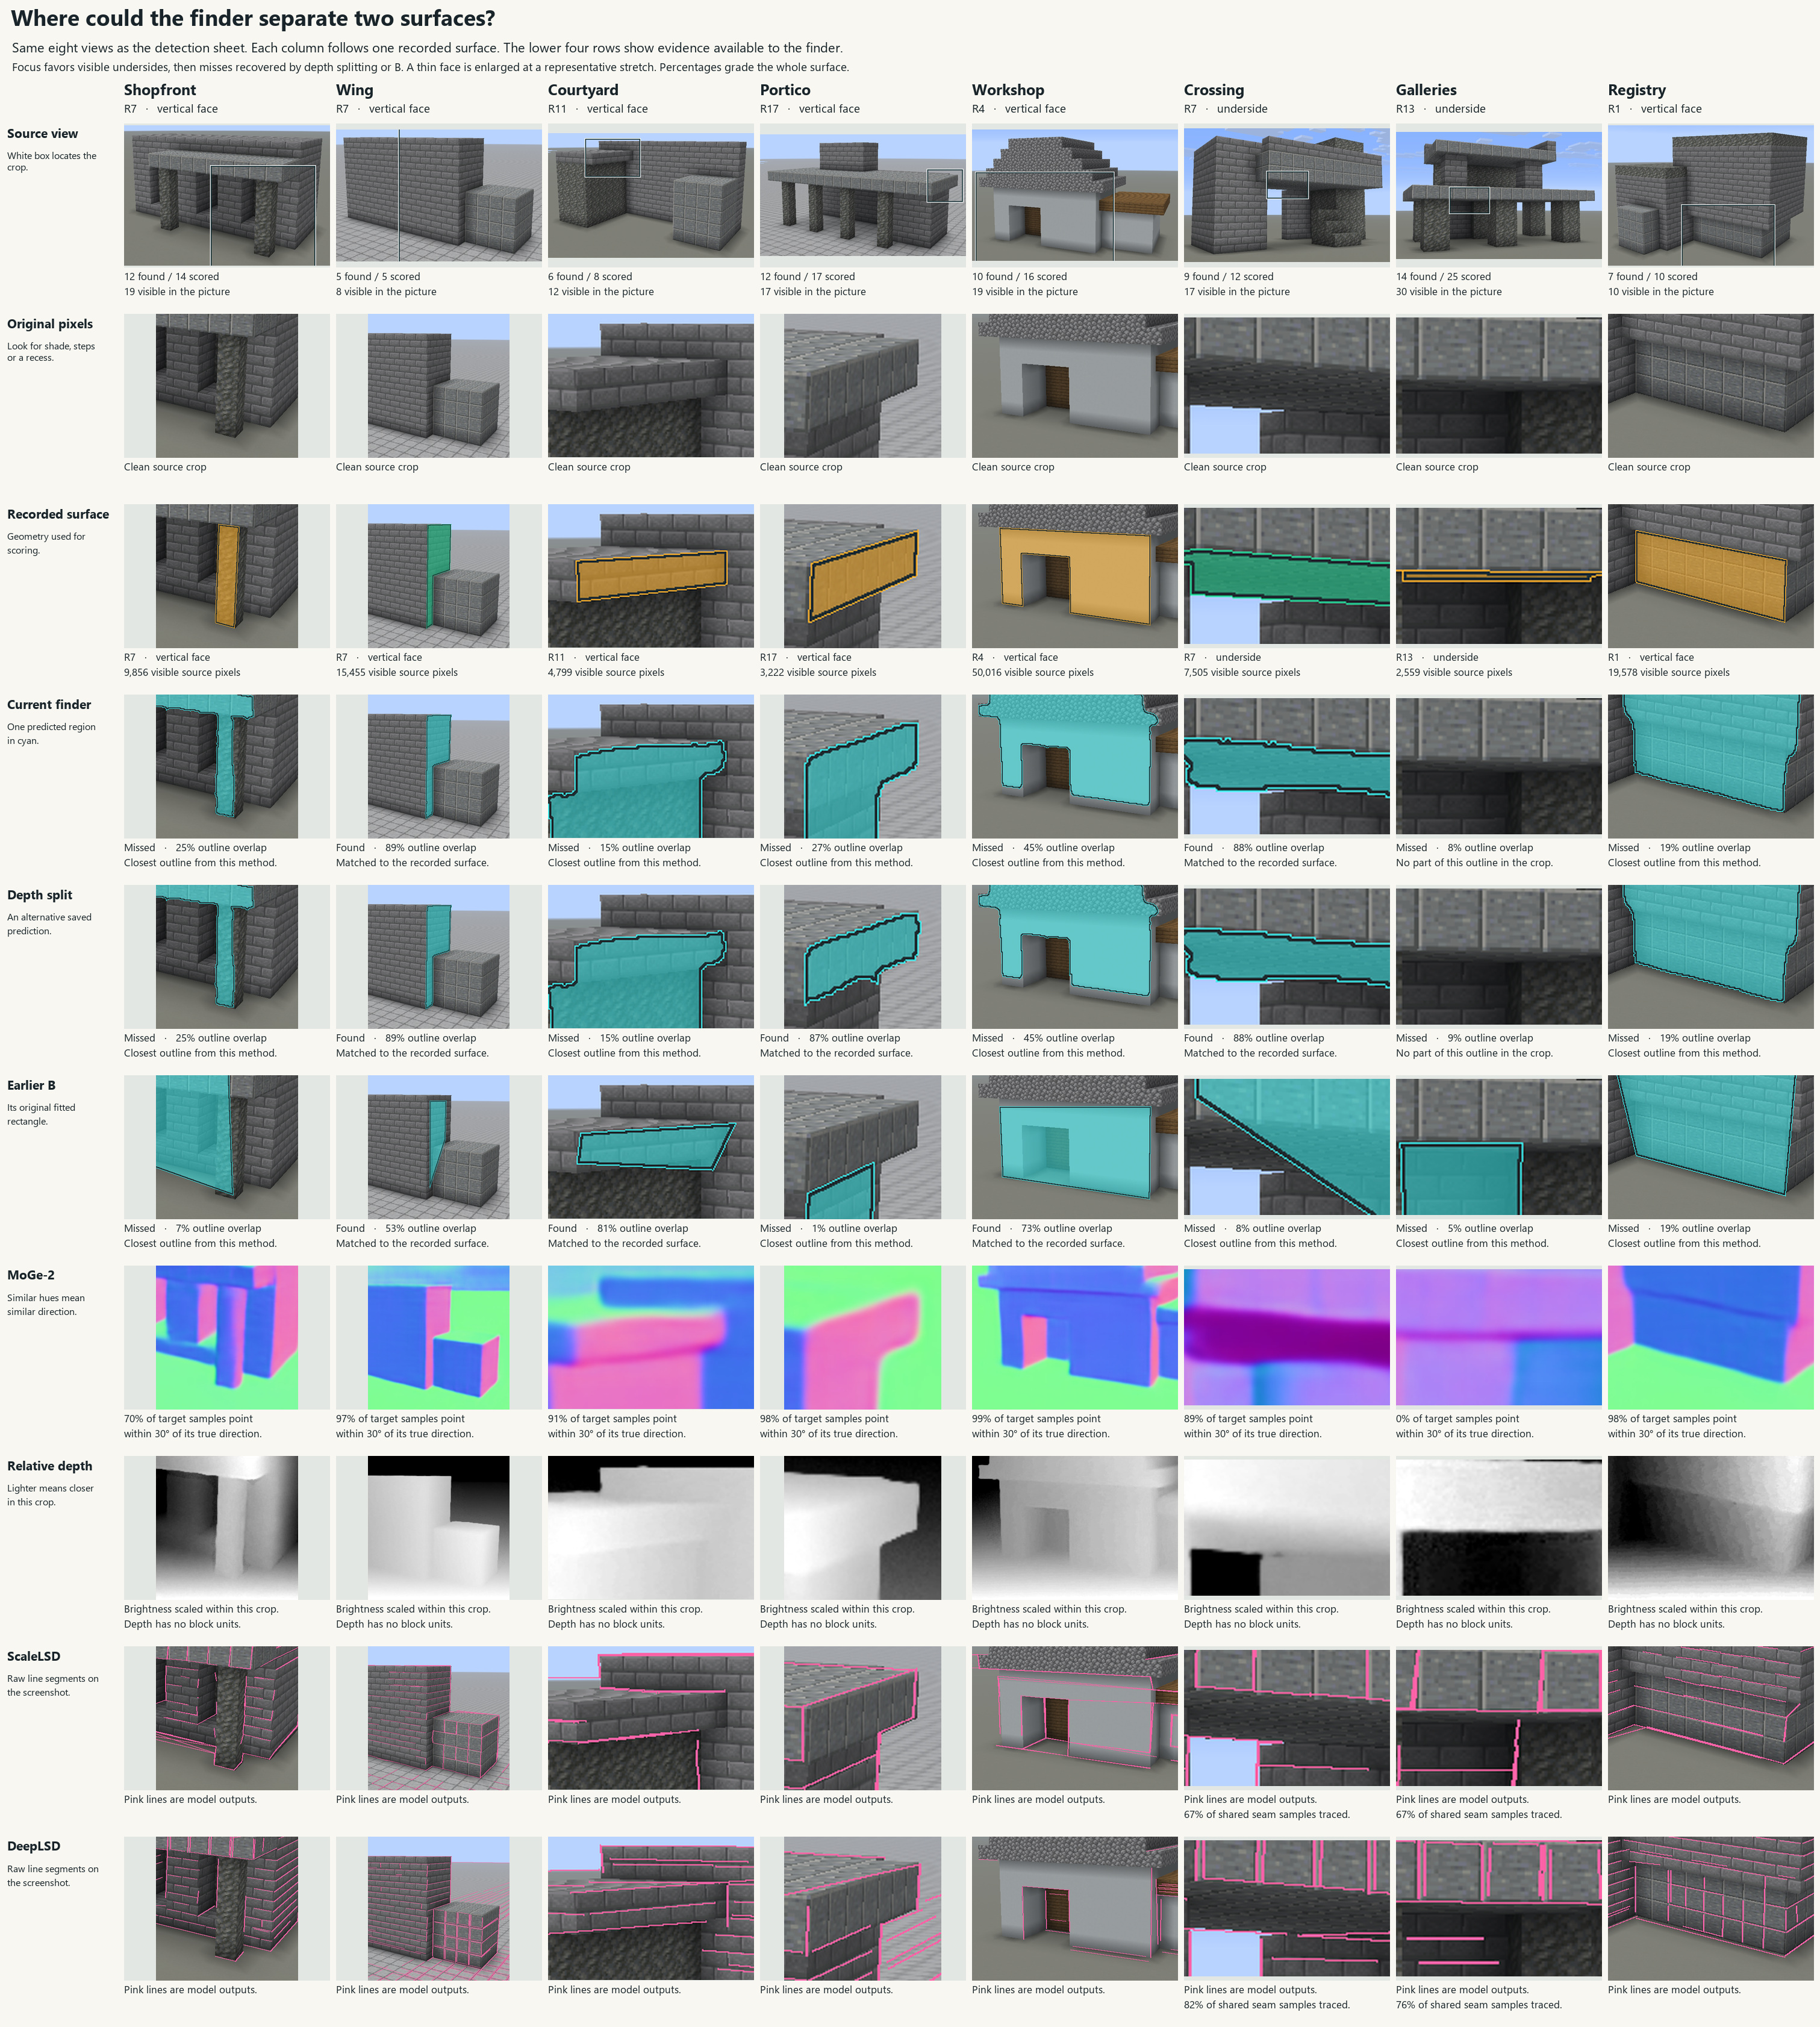 Where could the finder separate two surfaces?
Same eight views as the detection sheet. Each column follows one recorded surface. The lower four rows show evidence available to the finder.
Focus favors visible undersides, then misses recovered by depth splitting or B. A thin face is enlarged at a representative stretch. Percentages grade the whole surface.
Shopfront Wing Courtyard Portico Workshop Crossing Galleries Registry
R7 · vertical face R7 · vertical face R11 · vertical face R17 · vertical face R4 · vertical face R7 · underside R13 · underside R1 · vertical face
Source view
White box locates the
crop.
12 found / 14 scored 5 found / 5 scored 6 found / 8 scored 12 found / 17 scored 10 found / 16 scored 9 found / 12 scored 14 found / 25 scored 7 found / 10 scored
19 visible in the picture 8 visible in the picture 12 visible in the picture 17 visible in the picture 19 visible in the picture 17 visible in the picture 30 visible in the picture 10 visible in the picture
Original pixels
Look for shade, steps
or a recess.
Clean source crop Clean source crop Clean source crop Clean source crop Clean source crop Clean source crop Clean source crop Clean source crop
Recorded surface
Geometry used for
scoring.
R7 · vertical face R7 · vertical face R11 · vertical face R17 · vertical face R4 · vertical face R7 · underside R13 · underside R1 · vertical face
9,856 visible source pixels 15,455 visible source pixels 4,799 visible source pixels 3,222 visible source pixels 50,016 visible source pixels 7,505 visible source pixels 2,559 visible source pixels 19,578 visible source pixels
Current finder
One predicted region
in cyan.
Missed · 25% outline overlap Found · 89% outline overlap Missed · 15% outline overlap Missed · 27% outline overlap Missed · 45% outline overlap Found · 88% outline overlap Missed · 8% outline overlap Missed · 19% outline overlap
Closest outline from this method. Matched to the recorded surface. Closest outline from this method. Closest outline from this method. Closest outline from this method. Matched to the recorded surface. No part of this outline in the crop. Closest outline from this method.
Depth split
An alternative saved
prediction.
Missed · 25% outline overlap Found · 89% outline overlap Missed · 15% outline overlap Found · 87% outline overlap Missed · 45% outline overlap Found · 88% outline overlap Missed · 9% outline overlap Missed · 19% outline overlap
Closest outline from this method. Matched to the recorded surface. Closest outline from this method. Matched to the recorded surface. Closest outline from this method. Matched to the recorded surface. No part of this outline in the crop. Closest outline from this method.
Earlier B
Its original fitted
rectangle.
Missed · 7% outline overlap Found · 53% outline overlap Found · 81% outline overlap Missed · 1% outline overlap Found · 73% outline overlap Missed · 8% outline overlap Missed · 5% outline overlap Missed · 19% outline overlap
Closest outline from this method. Matched to the recorded surface. Matched to the recorded surface. Closest outline from this method. Matched to the recorded surface. Closest outline from this method. Closest outline from this method. Closest outline from this method.
MoGe-2
Similar hues mean
similar direction.
70% of target samples point 97% of target samples point 91% of target samples point 98% of target samples point 99% of target samples point 89% of target samples point 0% of target samples point 98% of target samples point
within 30° of its true direction. within 30° of its true direction. within 30° of its true direction. within 30° of its true direction. within 30° of its true direction. within 30° of its true direction. within 30° of its true direction. within 30° of its true direction.
Relative depth
Lighter means closer
in this crop.
Brightness scaled within this crop. Brightness scaled within this crop. Brightness scaled within this crop. Brightness scaled within this crop. Brightness scaled within this crop. Brightness scaled within this crop. Brightness scaled within this crop. Brightness scaled within this crop.
Depth has no block units. Depth has no block units. Depth has no block units. Depth has no block units. Depth has no block units. Depth has no block units. Depth has no block units. Depth has no block units.
ScaleLSD
Raw line segments on
the screenshot.
Pink lines are model outputs. Pink lines are model outputs. Pink lines are model outputs. Pink lines are model outputs. Pink lines are model outputs. Pink lines are model outputs. Pink lines are model outputs. Pink lines are model outputs.
67% of shared seam samples traced. 67% of shared seam samples traced.
DeepLSD
Raw line segments on
the screenshot.
Pink lines are model outputs. Pink lines are model outputs. Pink lines are model outputs. Pink lines are model outputs. Pink lines are model outputs. Pink lines are model outputs. Pink lines are model outputs. Pink lines are model outputs.
82% of shared seam samples traced. 76% of shared seam samples traced.